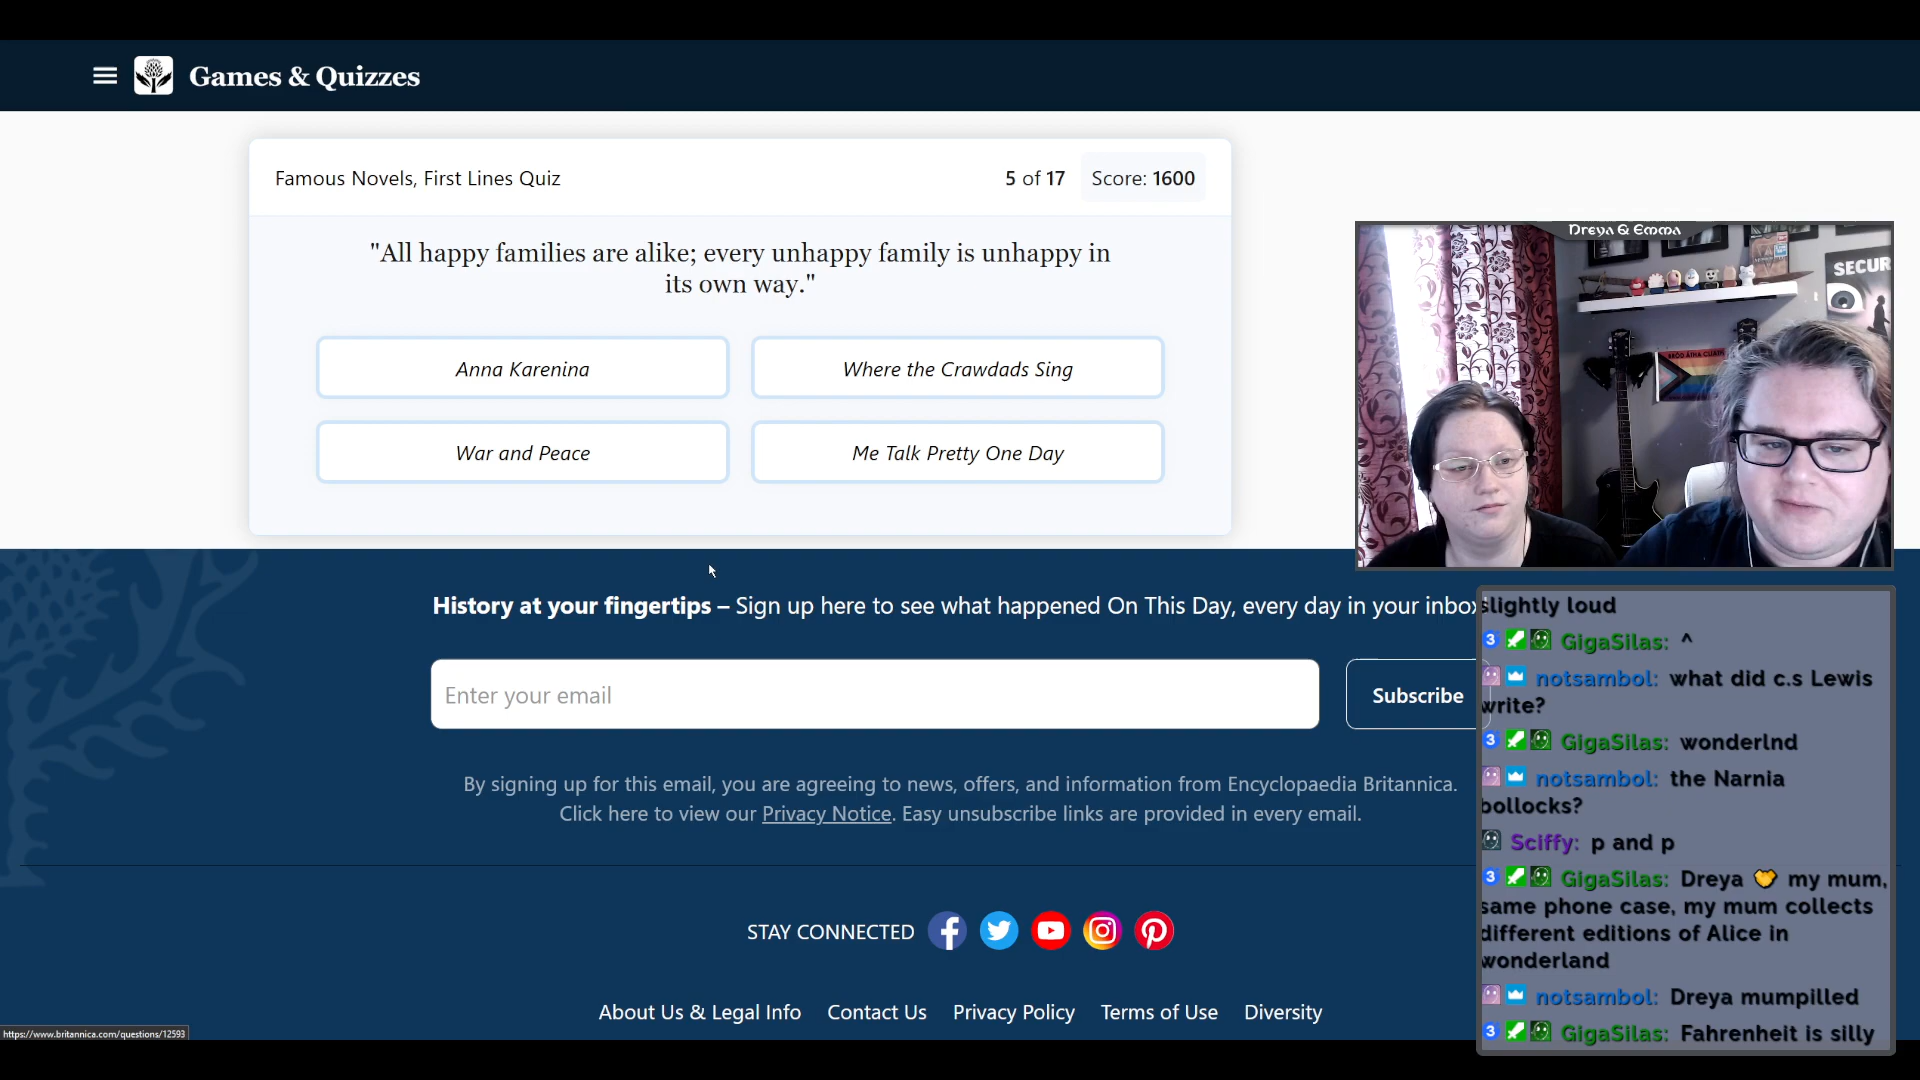 Games & Quizzes
Famous Novels, First Lines Quiz
5 of 17
Score: 1600
"All happy families are alike; every unhappy family is unhappy in
its own way."
Anna Karenina
Where the Crawdads Sing
War and Peace
Me Talk Pretty One Day
Dreya & Emma
SECUR
History at your fingertips – Sign up here to see what happened On This Day, every day in your inbox
Enter your email
Subscribe
By signing up for this email, you are agreeing to news, offers, and information from Encyclopaedia Britannica.
Click here to view our Privacy Notice. Easy unsubscribe links are provided in every email.
STAY CONNECTED
About Us & Legal Info
Contact Us
Privacy Policy
Terms of Use
Diversity
https://www.britannica.com/questions/12593
slightly loud
3 GigaSilas: ^
notsambol: what did c.s Lewis
write?
3 GigaSilas: wonderlnd
notsambol: the Narnia
bollocks?
Sciffy: p and p
3 GigaSilas: Dreya my mum,
same phone case, my mum collects
different editions of Alice in
wonderland
notsambol: Dreya mumpilled
3 GigaSilas: Fahrenheit is silly